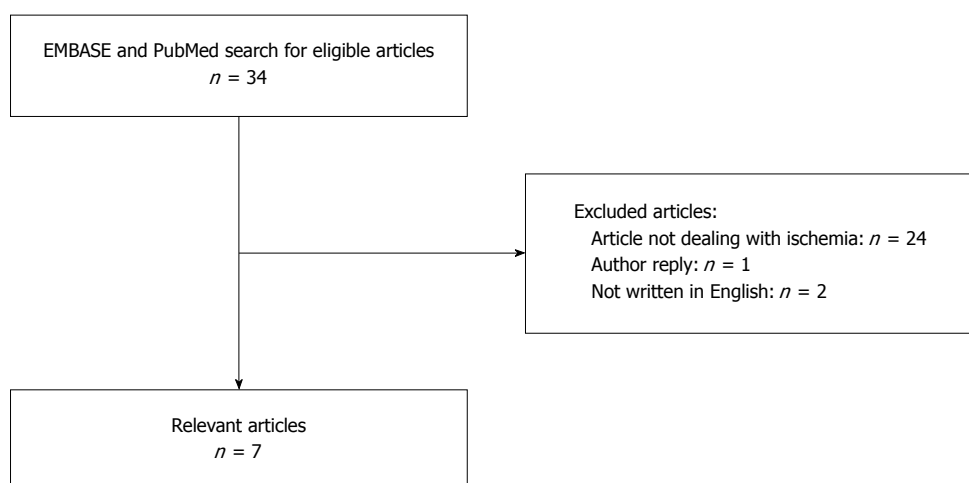 EMBASE and PubMed search for eligible articles
n = 34
Excluded articles:
Article not dealing with ischemia: n = 24
Author reply: n = 1
Not written in English: n = 2
Relevant articles
n = 7